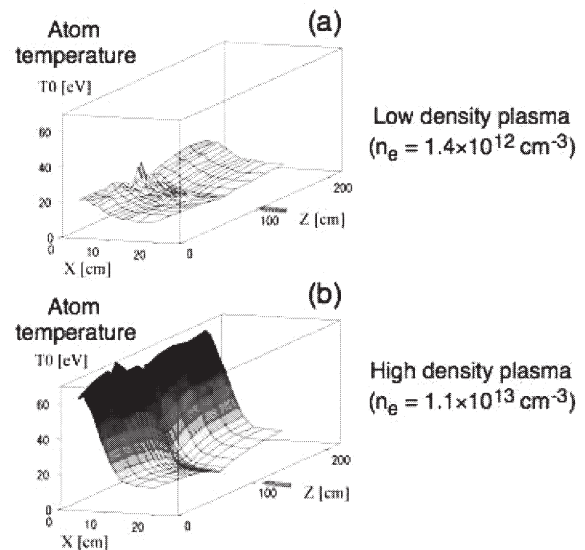 (a)
Atom
temperature
T0 [eV]
60
40
20
0
0
10
20
X [cm]
0
100
200
Z [cm]
Low density plasma
(nₑ = 1.4×10¹² cm⁻³)
(b)
Atom
temperature
T0 [eV]
60
40
20
0
0
10
20
X [cm]
0
100
200
Z [cm]
High density plasma
(nₑ = 1.1×10¹³ cm⁻³)